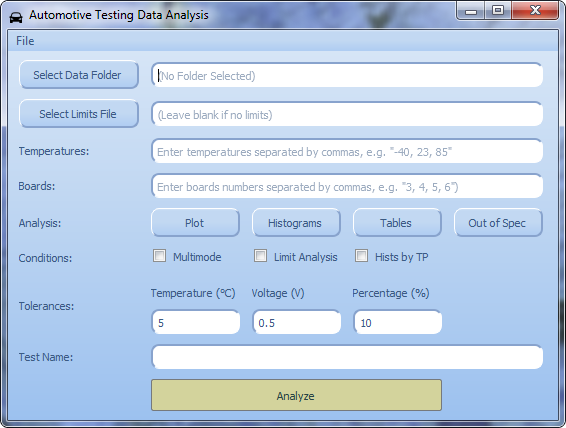 Automotive Testing Data Analysis
File
Select Data Folder (No Folder Selected)
Select Limits File (Leave blank if no limits)
Temperatures: Enter temperatures separated by commas, e.g. "-40, 23, 85"
Boards: Enter boards numbers separated by commas, e.g. "3, 4, 5, 6")
Analysis: Plot Histograms Tables Out of Spec
Conditions: Multimode Limit Analysis Hists by TP
Temperature (°C) Voltage (V) Percentage (%)
Tolerances: 5 0.5 10
Test Name:
Analyze